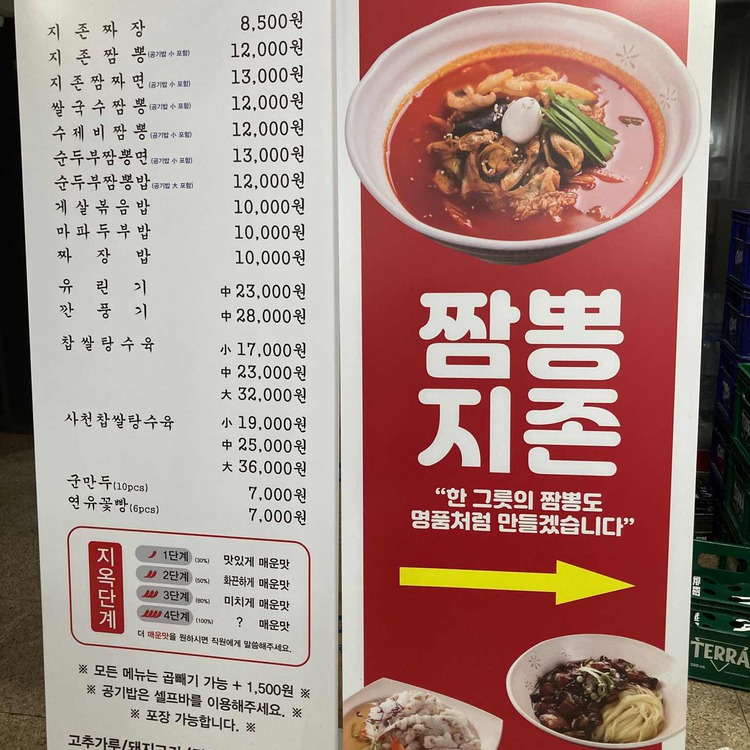 지존짜장 8,500원
지존짬뽕(공기밥 小 포함) 12,000원
지존짬짜면(공기밥 小 포함) 13,000원
쌀국수짬뽕(공기밥 小 포함) 12,000원
수제비짬뽕(공기밥 小 포함) 12,000원
순두부짬뽕면(공기밥 小 포함) 13,000원
순두부짬뽕밥(공기밥 大 포함) 12,000원
게살볶음밥 10,000원
마파두부밥 10,000원
짜장밥 10,000원
유린기 中 23,000원
깐풍기 中 28,000원
찹쌀탕수육 小 17,000원
中 23,000원
大 32,000원
사천찹쌀탕수육 小 19,000원
中 25,000원
大 36,000원
군만두(10pcs) 7,000원
연유꽃빵(6pcs) 7,000원
지옥단계
1단계 (30%) 맛있게 매운맛
2단계 (50%) 화끈하게 매운맛
3단계 (80%) 미치게 매운맛
4단계 (100%) ? 매운맛
더 매운맛을 원하시면 직원에게 말씀해주세요.
※ 모든 메뉴는 곱빼기 가능 + 1,500원 ※
※ 공기밥은 셀프바를 이용해주세요. ※
※ 포장 가능합니다. ※
짬뽕
지존
“한 그릇의 짬뽕도
명품처럼 만들겠습니다”
TERRA